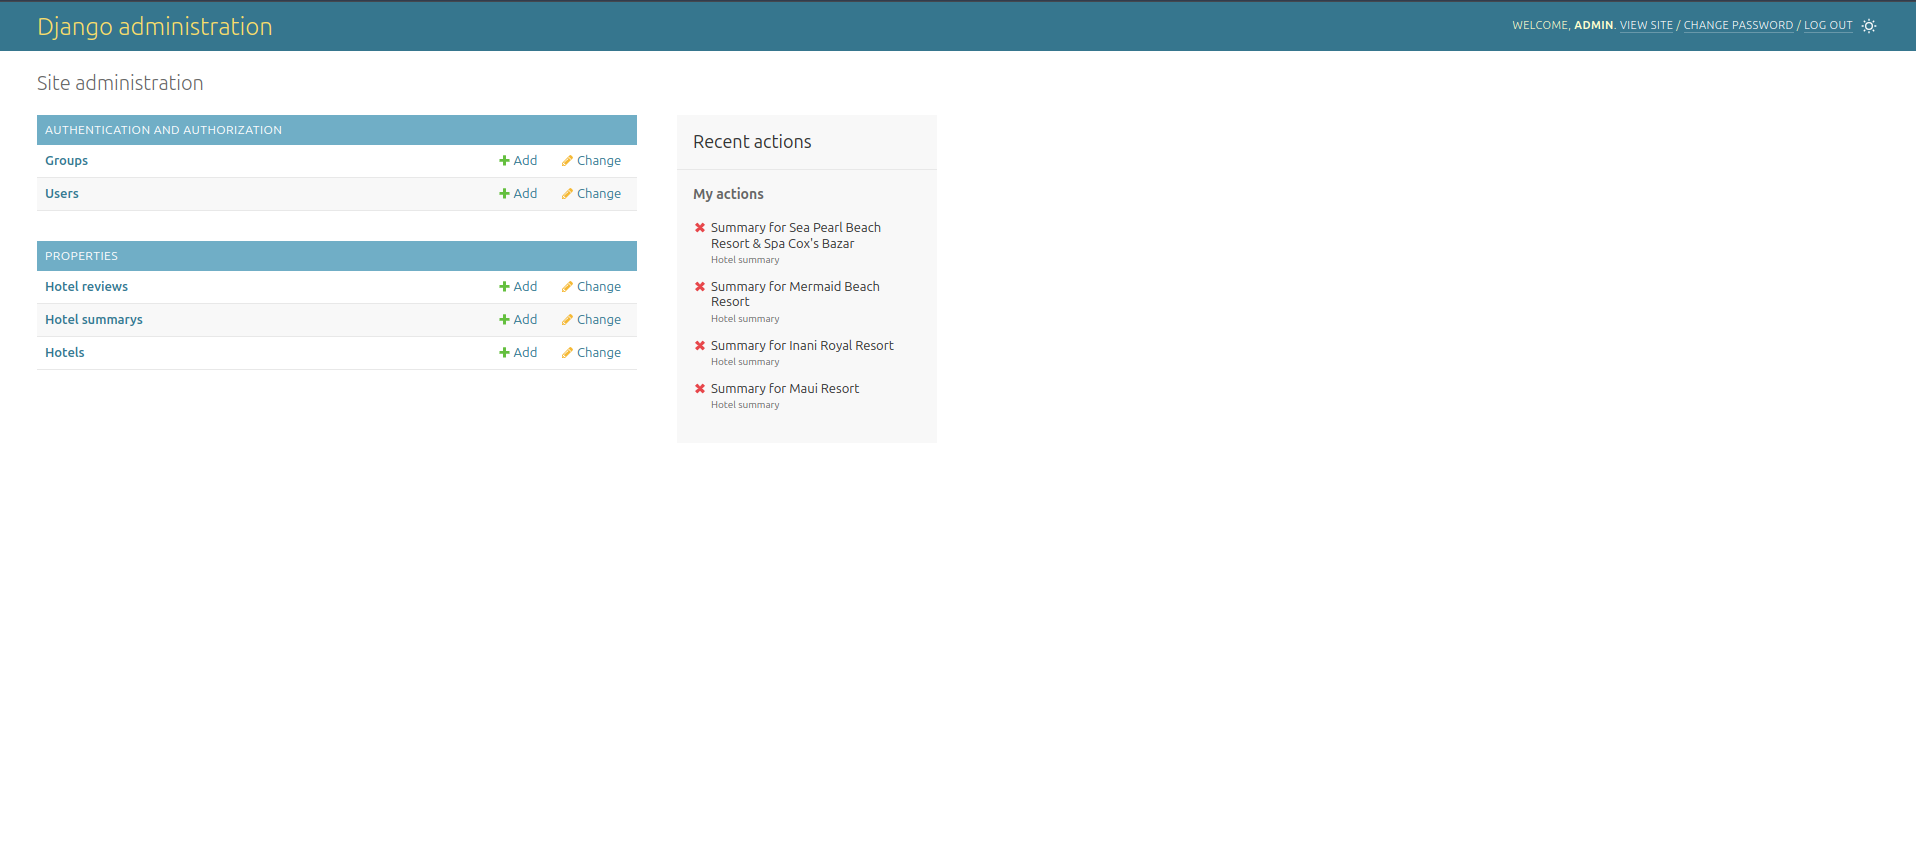 Django administration
WELCOME, ADMIN. VIEW SITE / CHANGE PASSWORD / LOG OUT
Site administration
AUTHENTICATION AND AUTHORIZATION
Groups Add Change
Users Add Change
PROPERTIES
Hotel reviews Add Change
Hotel summarys Add Change
Hotels Add Change
Recent actions
My actions
Summary for Sea Pearl Beach
Resort & Spa Cox's Bazar
Hotel summary
Summary for Mermaid Beach
Resort
Hotel summary
Summary for Inani Royal Resort
Hotel summary
Summary for Maui Resort
Hotel summary